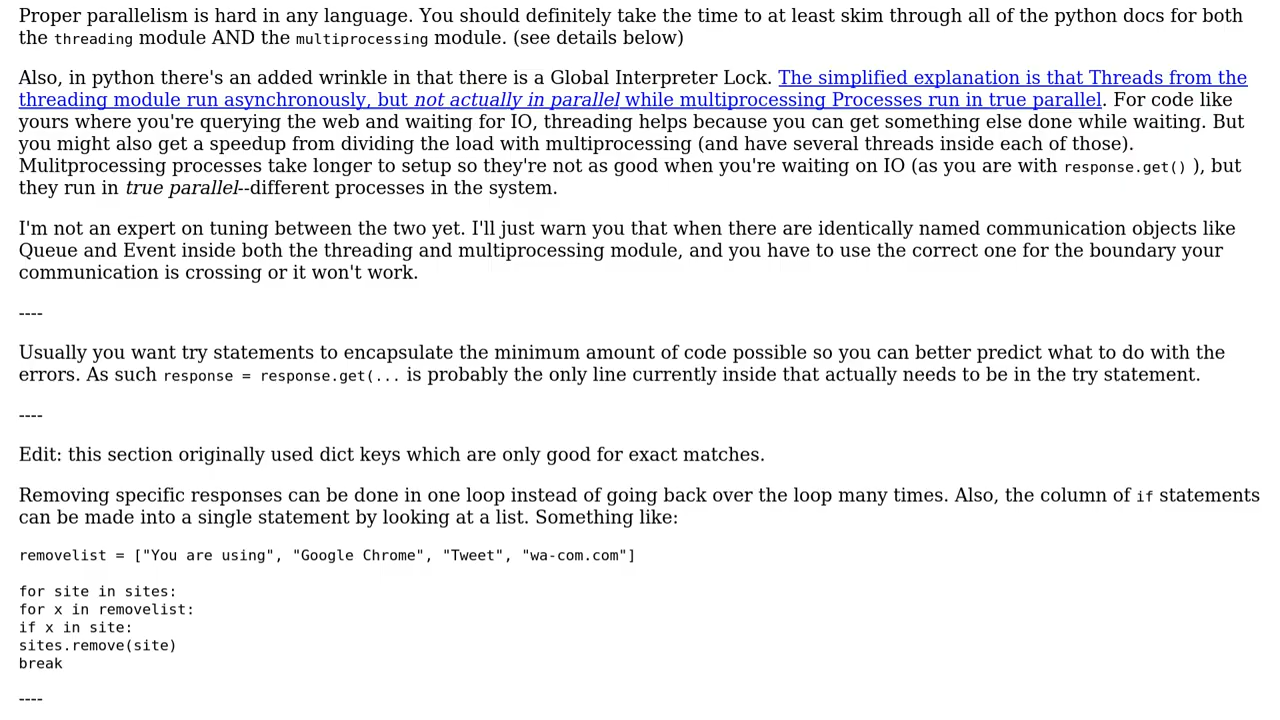 Proper parallelism is hard in any language. You should definitely take the time to at least skim through all of the python docs for both
the threading module AND the multiprocessing module. (see details below)
Also, in python there's an added wrinkle in that there is a Global Interpreter Lock. The simplified explanation is that Threads from the
threading module run asynchronously, but not actually in parallel while multiprocessing Processes run in true parallel. For code like
yours where you're querying the web and waiting for IO, threading helps because you can get something else done while waiting. But
you might also get a speedup from dividing the load with multiprocessing (and have several threads inside each of those).
Mulitprocessing processes take longer to setup so they're not as good when you're waiting on IO (as you are with response.get() ), but
they run in true parallel--different processes in the system.
I'm not an expert on tuning between the two yet. I'll just warn you that when there are identically named communication objects like
Queue and Event inside both the threading and multiprocessing module, and you have to use the correct one for the boundary your
communication is crossing or it won't work.
----
Usually you want try statements to encapsulate the minimum amount of code possible so you can better predict what to do with the
errors. As such response = response.get(... is probably the only line currently inside that actually needs to be in the try statement.
----
Edit: this section originally used dict keys which are only good for exact matches.
Removing specific responses can be done in one loop instead of going back over the loop many times. Also, the column of if statements
can be made into a single statement by looking at a list. Something like:
removelist = ["You are using", "Google Chrome", "Tweet", "wa-com.com"]
for site in sites:
for x in removelist:
if x in site:
sites.remove(site)
break
----